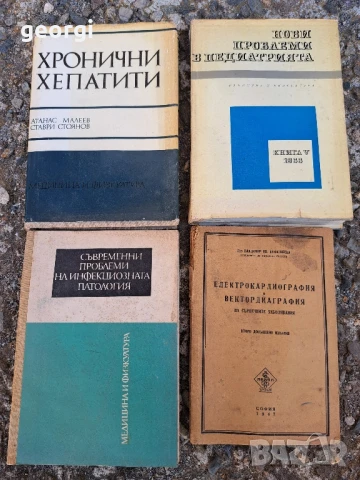 georgi
ХРОНИЧНИ
ХЕПАТИТИ
АТАНАС МАЛЕЕВ
СТАВРИ СТОЯНОВ
НОВИ
ПРОБЛЕМИ
В ПЕДИАТРИЯТА
КНИГА V
СЪВРЕМЕННИ
ПРОБЛЕМИ
НА ИНФЕКЦИОЗНАТА
ПАТОЛОГИЯ
МЕДИЦИНА И ФИЗКУЛТУРА
ЕЛЕКТРОКАРДИОГРАФИЯ
И
ВЕКТОРДИАГРАФИЯ
СОФИЯ
BAZAR